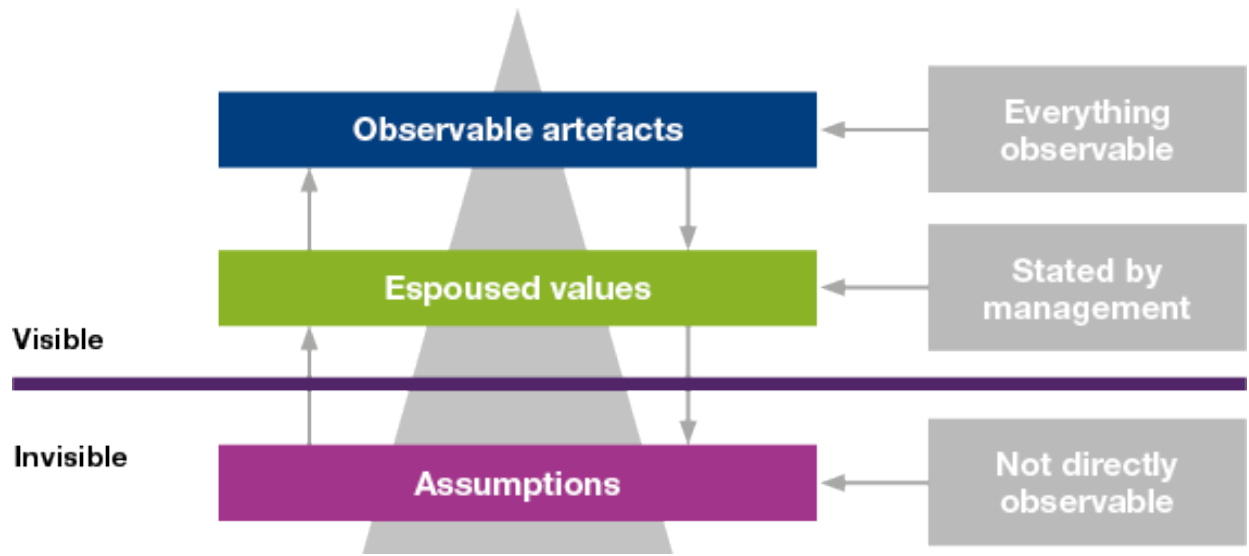 Observable artefacts
Everything
observable
Espoused values
Stated by
management
Visible
Invisible
Assumptions
Not directly
observable